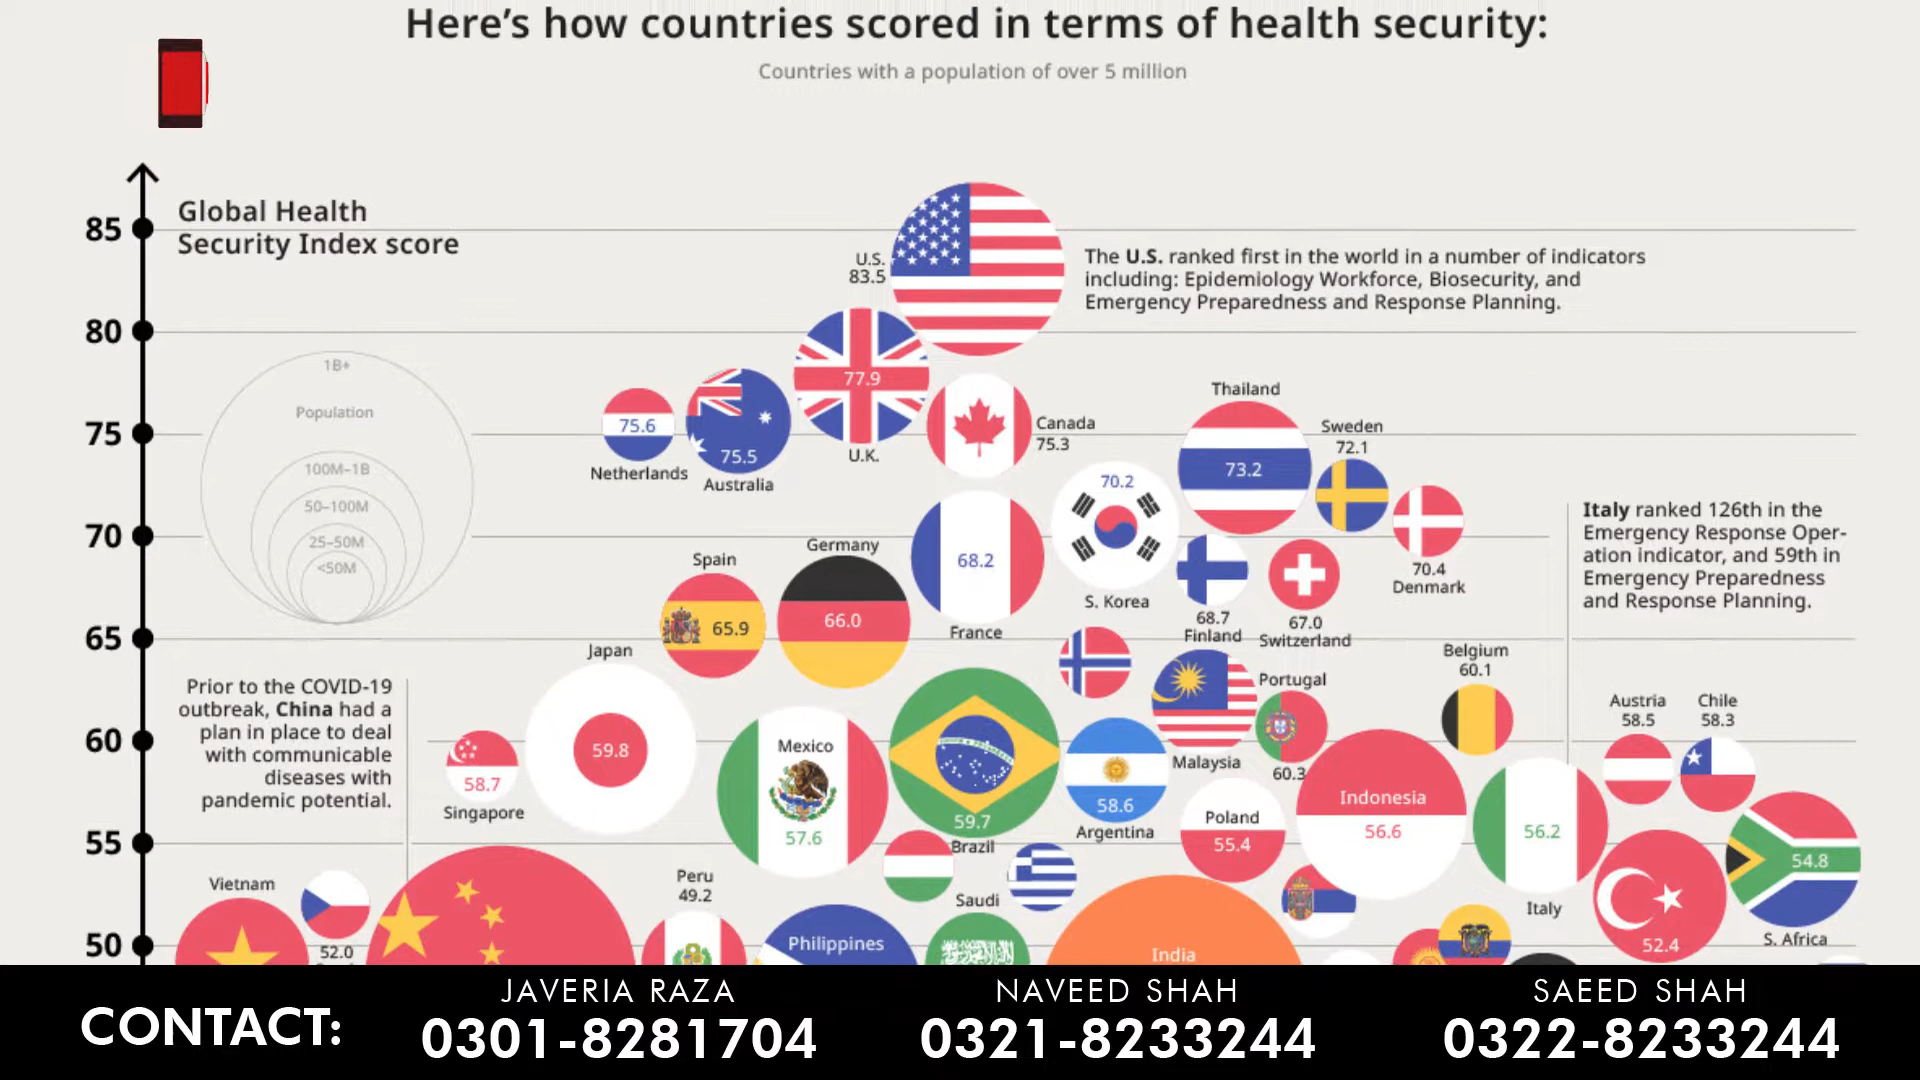 Here's how countries scored in terms of health security:
Countries with a population of over 5 million
Global Health
Security Index score
85
80
75
70
65
60
55
50
1B+
Population
100M–1B
50–100M
25–50M
<50M
U.S.
83.5
The U.S. ranked first in the world in a number of indicators
including: Epidemiology Workforce, Biosecurity, and
Emergency Preparedness and Response Planning.
77.9
U.K.
75.6
Netherlands
75.5
Australia
Canada
75.3
Thailand
73.2
Sweden
72.1
70.2
S. Korea
70.4
Denmark
68.7
Finland
67.0
Switzerland
68.2
France
Germany
66.0
Spain
65.9
Italy ranked 126th in the
Emergency Response Oper-
ation indicator, and 59th in
Emergency Preparedness
and Response Planning.
Prior to the COVID-19
outbreak, China had a
plan in place to deal
with communicable
diseases with
pandemic potential.
Japan
59.8
58.7
Singapore
Mexico
57.6
59.7
Brazil
58.6
Argentina
Malaysia
Portugal
60.3
Belgium
60.1
Austria
58.5
Chile
58.3
Poland
55.4
Indonesia
56.6
56.2
Italy
54.8
S. Africa
52.4
Vietnam
52.0
Peru
49.2
Philippines
Saudi
India
CONTACT:
JAVERIA RAZA
0301-8281704
NAVEED SHAH
0321-8233244
SAEED SHAH
0322-8233244